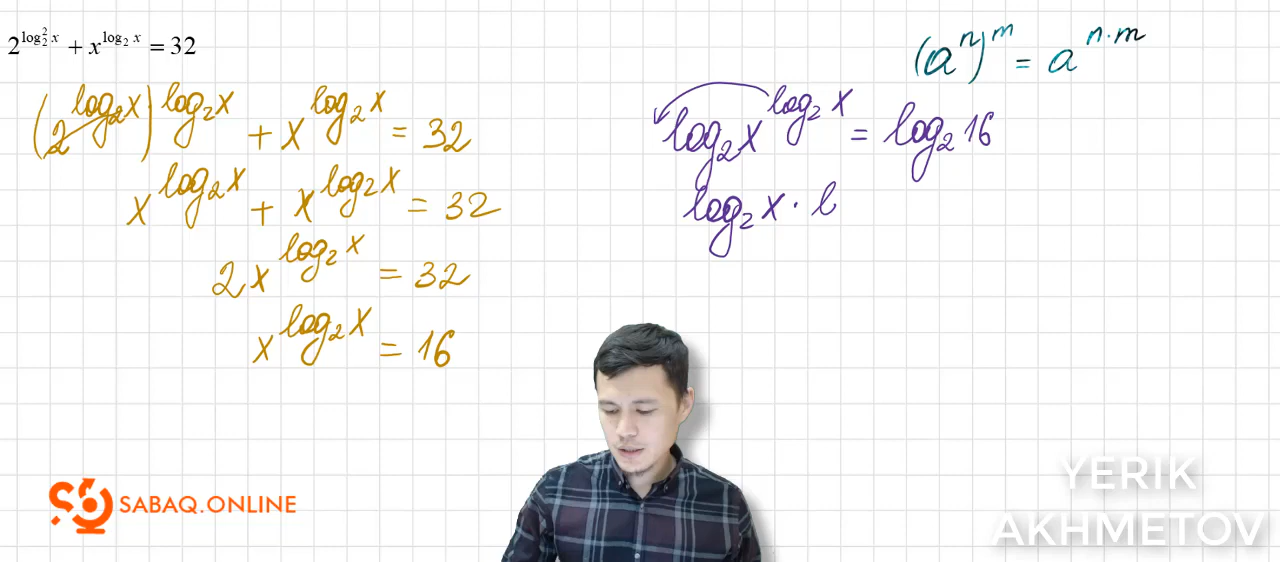 2^{log_2^2 x} + x^{log_2 x} = 32
(a^n)^m = a^{n·m}
(2^{log_2 x})^{log_2 x} + x^{log_2 x} = 32
x^{log_2 x} + x^{log_2 x} = 32
2x^{log_2 x} = 32
x^{log_2 x} = 16
log_2 x^{log_2 x} = log_2 16
log_2 x · l
SABAQ.ONLINE
YERIK
AKHMETOV